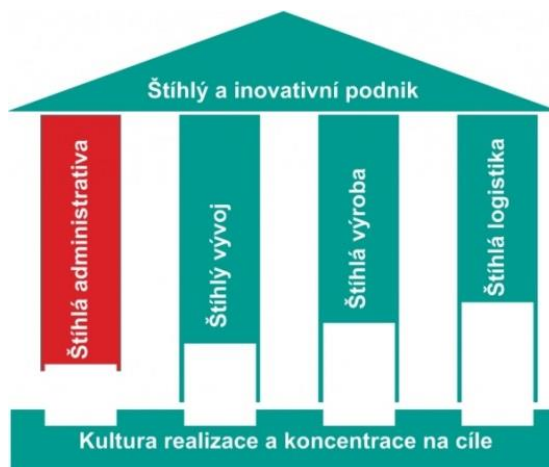 Štíhlý a inovativní podnik
Štíhlá administrativa
Štíhlý vývoj
Štíhlá výroba
Štíhlá logistika
Kultura realizace a koncentrace na cíle